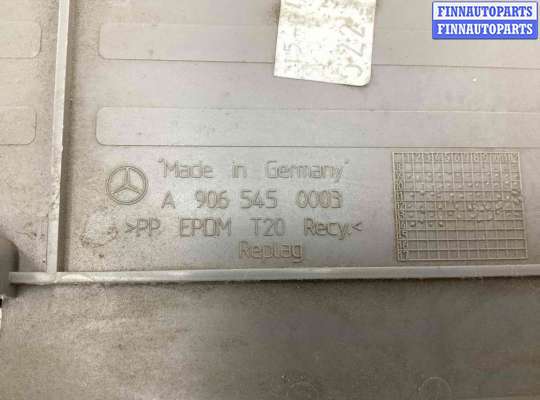 FINNAUTOPARTS
FINNAUTOPARTS
"Made in Germany"
A 906 545 0003
>PP EPDM T20 Recy.<
Replag